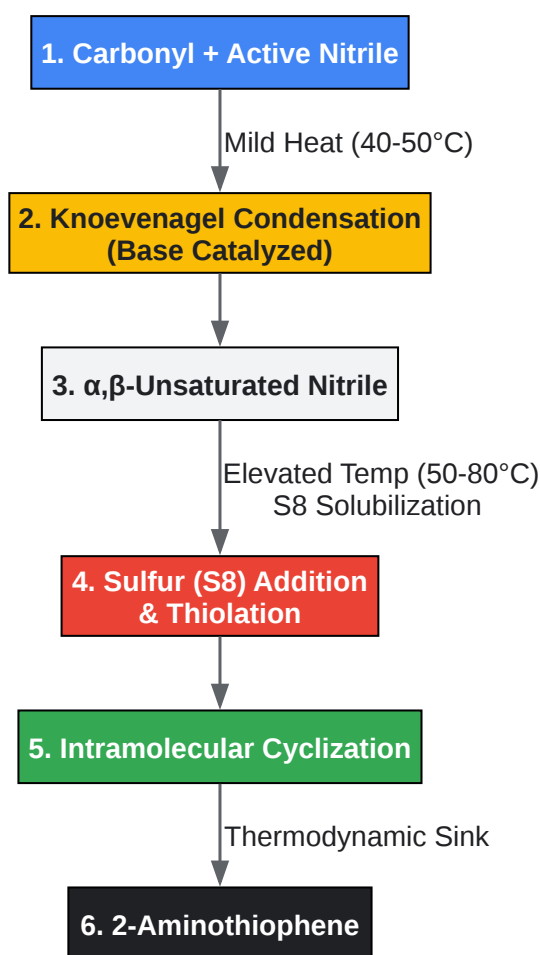 1. Carbonyl + Active Nitrile
Mild Heat (40-50°C)
2. Knoevenagel Condensation
(Base Catalyzed)
3. α,β-Unsaturated Nitrile
Elevated Temp (50-80°C)
S8 Solubilization
4. Sulfur (S8) Addition
& Thiolation
5. Intramolecular Cyclization
Thermodynamic Sink
6. 2-Aminothiophene